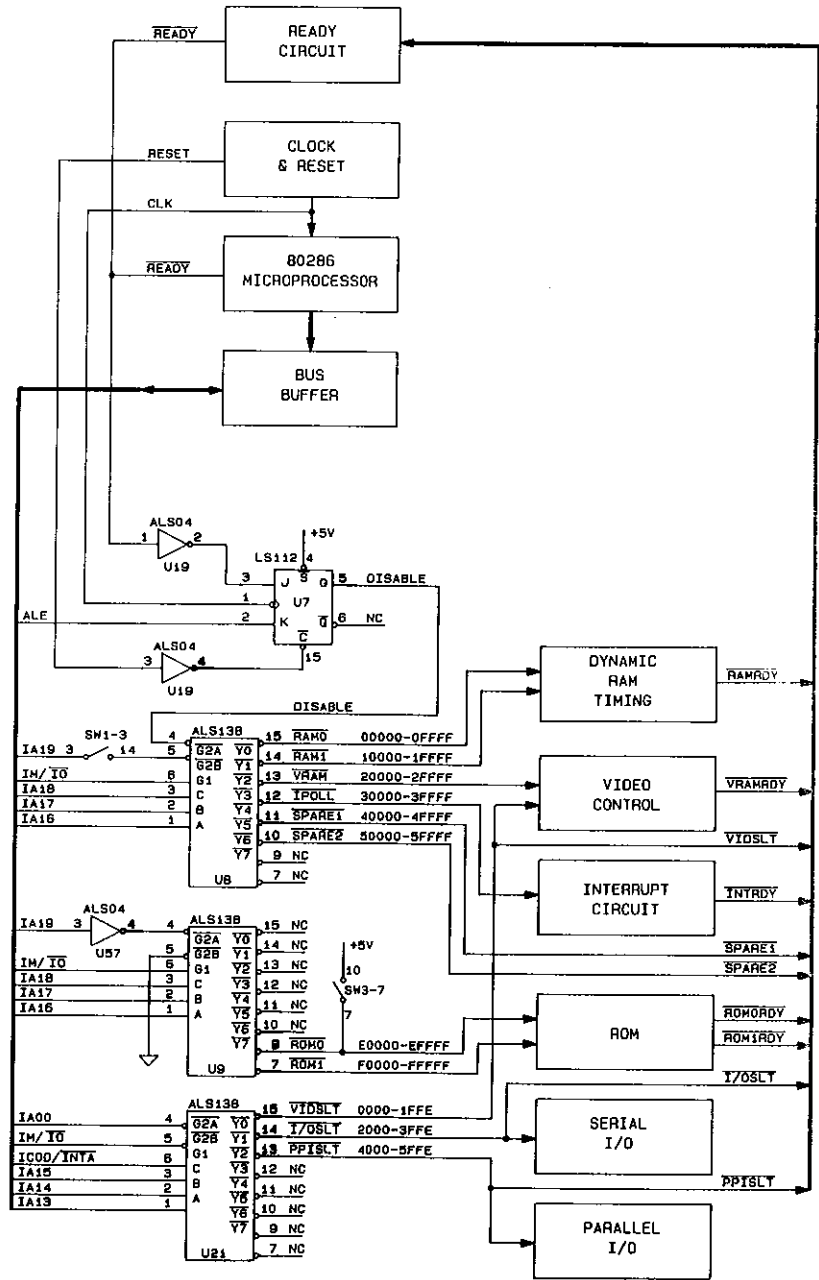 READY
READY
CIRCUIT
RESET
CLOCK
& RESET
CLK
READY
80286
MICROPROCESSOR
BUS
BUFFER
ALS04
1
2
U19
+5V
LS112
4
3
J
S
Q
5
DISABLE
1
U7
ALE
2
K
Q
6
NC
C
15
ALS04
3
4
U19
DISABLE
DYNAMIC
RAM
TIMING
RAMRDY
ALS138
4
G2A
Y0
15
RAM0
00000-0FFFF
IA19
3
SW1-3
14
5
G2B
Y1
14
RAM1
10000-1FFFF
IM/IO
6
G1
Y2
13
VRAM
20000-2FFFF
IA18
3
C
Y3
12
IPOLL
30000-3FFFF
IA17
2
B
Y4
11
SPARE1
40000-4FFFF
IA16
1
A
Y5
10
SPARE2
50000-5FFFF
Y6
9
NC
Y7
7
NC
U8
VIDEO
CONTROL
VRAMRDY
VIDSLT
INTERRUPT
CIRCUIT
INTRDY
SPARE1
SPARE2
ALS04
IA19
3
4
U57
ALS138
4
G2A
Y0
15
NC
5
G2B
Y1
14
NC
IM/IO
6
G1
Y2
13
NC
IA18
3
C
Y3
12
NC
IA17
2
B
Y4
11
NC
IA16
1
A
Y5
10
NC
Y6
9
ROM0
E0000-EFFFF
Y7
7
ROM1
F0000-FFFFF
U9
+5V
10
SW3-7
7
ROM
ROM0RDY
ROM1RDY
I/OSLT
ALS138
IA00
4
G2A
Y0
15
VIDSLT
0000-1FFE
IM/IO
5
G2B
Y1
14
I/OSLT
2000-3FFE
ICOD/INTA
6
G1
Y2
13
PPISLT
4000-5FFE
IA15
3
C
Y3
12
NC
IA14
2
B
Y4
11
NC
IA13
1
A
Y5
10
NC
Y6
9
NC
Y7
7
NC
U21
SERIAL
I/O
PPISLT
PARALLEL
I/O